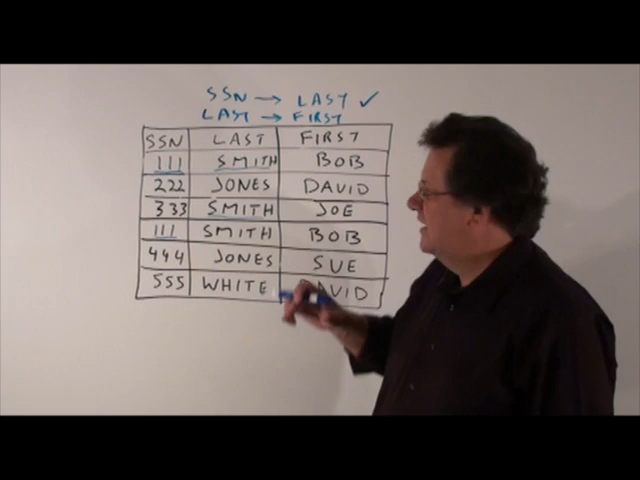 SSN → LAST ✓
LAST → FIRST
SSN LAST FIRST
111 SMITH BOB
222 JONES DAVID
333 SMITH JOE
111 SMITH BOB
444 JONES SUE
555 WHITE DAVID